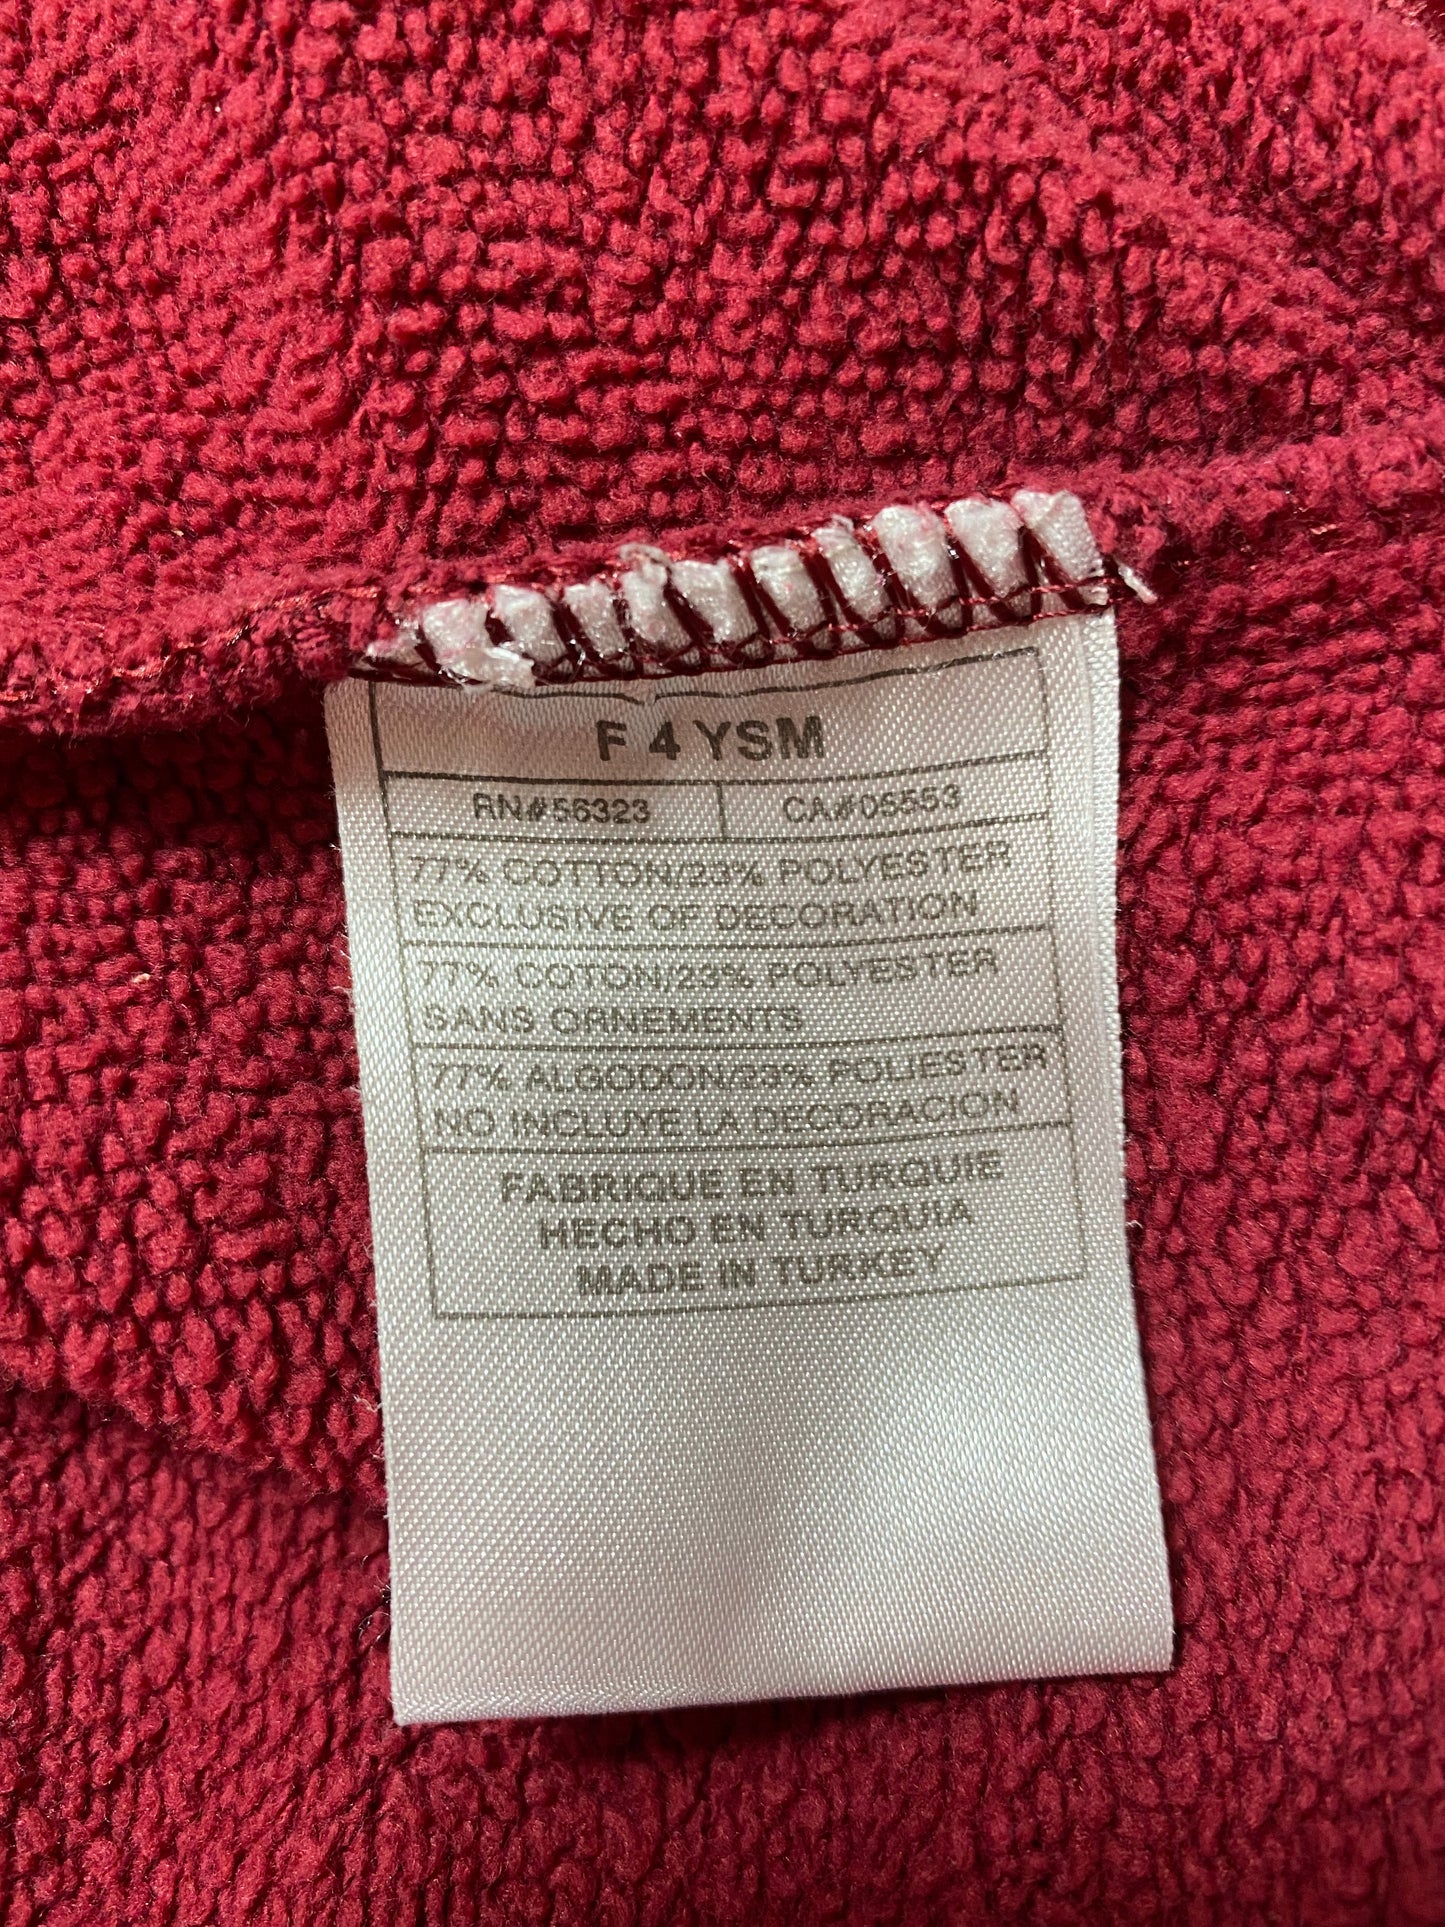 F 4 YSM
RN#56323 CA#05553
77% COTTON/23% POLYESTER
EXCLUSIVE OF DECORATION
77% COTON/23% POLYESTER
SANS ORNEMENTS
77% ALGODON/23% POLIESTER
NO INCLUYE LA DECORACION
FABRIQUE EN TURQUIE
HECHO EN TURQUIA
MADE IN TURKEY